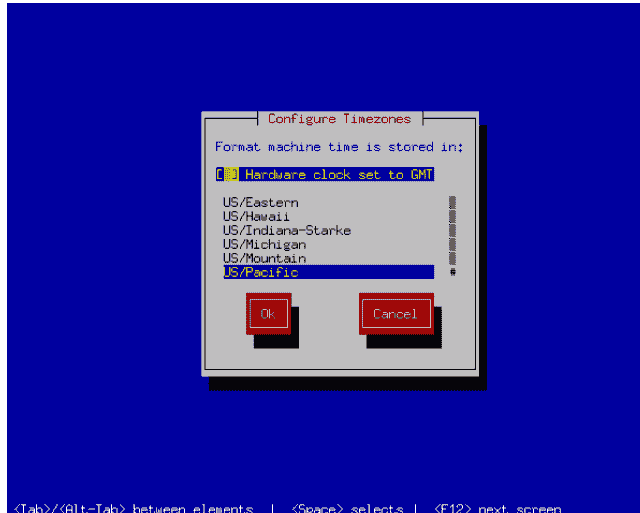 Configure Timezones
Format machine time is stored in:
[ ] Hardware clock set to GMT
US/Eastern
US/Hawaii
US/Indiana-Starke
US/Michigan
US/Mountain
US/Pacific #
Ok Cancel
<Tab>/<Alt-Tab> between elements | <Space> selects | <F12> next screen